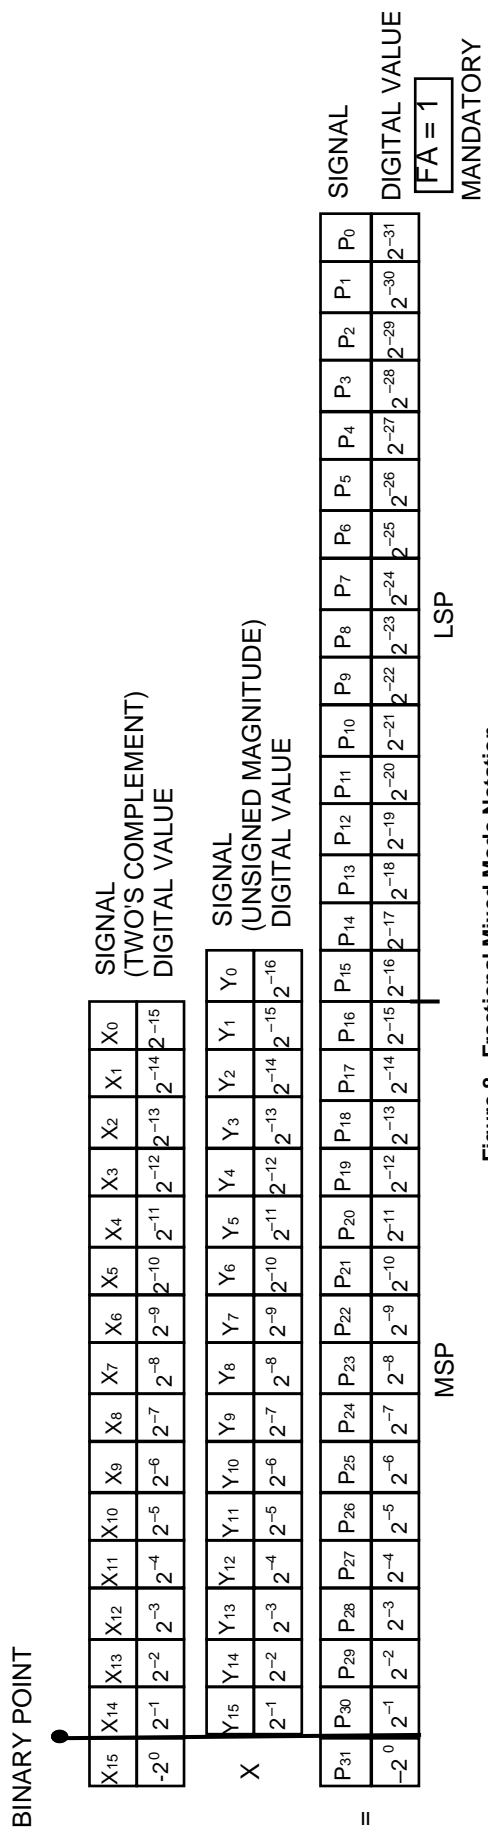 BINARY POINT
X15 X14 X13 X12 X11 X10 X9 X8 X7 X6 X5 X4 X3 X2 X1 X0 SIGNAL
(TWO'S COMPLEMENT)
-2⁰ 2⁻¹ 2⁻² 2⁻³ 2⁻⁴ 2⁻⁵ 2⁻⁶ 2⁻⁷ 2⁻⁸ 2⁻⁹ 2⁻¹⁰ 2⁻¹¹ 2⁻¹² 2⁻¹³ 2⁻¹⁴ 2⁻¹⁵ DIGITAL VALUE
X Y15 Y14 Y13 Y12 Y11 Y10 Y9 Y8 Y7 Y6 Y5 Y4 Y3 Y2 Y1 Y0 SIGNAL
(UNSIGNED MAGNITUDE)
2⁻¹ 2⁻² 2⁻³ 2⁻⁴ 2⁻⁵ 2⁻⁶ 2⁻⁷ 2⁻⁸ 2⁻⁹ 2⁻¹⁰ 2⁻¹¹ 2⁻¹² 2⁻¹³ 2⁻¹⁴ 2⁻¹⁵ 2⁻¹⁶ DIGITAL VALUE
= P31 P30 P29 P28 P27 P26 P25 P24 P23 P22 P21 P20 P19 P18 P17 P16 P15 P14 P13 P12 P11 P10 P9 P8 P7 P6 P5 P4 P3 P2 P1 P0 SIGNAL
–2⁰ 2⁻¹ 2⁻² 2⁻³ 2⁻⁴ 2⁻⁵ 2⁻⁶ 2⁻⁷ 2⁻⁸ 2⁻⁹ 2⁻¹⁰ 2⁻¹¹ 2⁻¹² 2⁻¹³ 2⁻¹⁴ 2⁻¹⁵ 2⁻¹⁶ 2⁻¹⁷ 2⁻¹⁸ 2⁻¹⁹ 2⁻²⁰ 2⁻²¹ 2⁻²² 2⁻²³ 2⁻²⁴ 2⁻²⁵ 2⁻²⁶ 2⁻²⁷ 2⁻²⁸ 2⁻²⁹ 2⁻³⁰ 2⁻³¹ DIGITAL VALUE
MSP LSP FA = 1
MANDATORY
Fractional Mixed Mode Notation